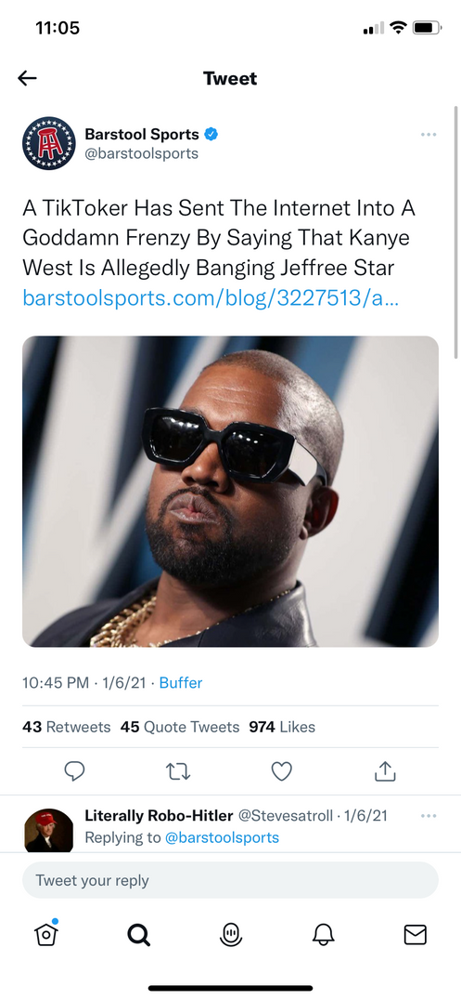 11:05
Tweet
Barstool Sports
@barstoolsports
A TikToker Has Sent The Internet Into A
Goddamn Frenzy By Saying That Kanye
West Is Allegedly Banging Jeffree Star
barstoolsports.com/blog/3227513/a...
10:45 PM · 1/6/21 · Buffer
43 Retweets 45 Quote Tweets 974 Likes
Literally Robo-Hitler @Stevesatroll · 1/6/21
Replying to @barstoolsports
Tweet your reply